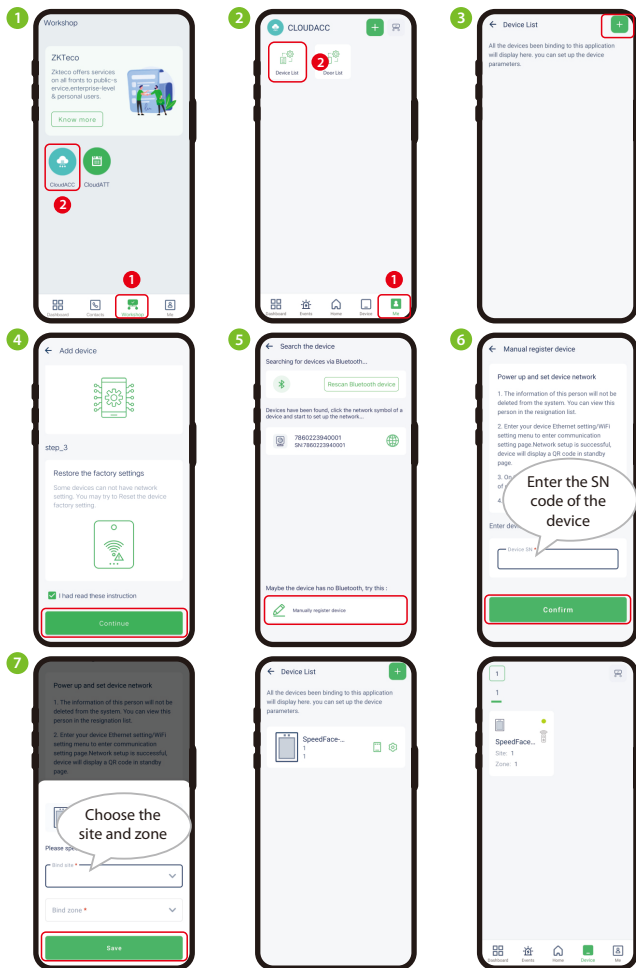 1
Workshop
ZKTeco
Zkteco offers services
on all fronts to public-s
ervice,enterprise-level
& personal users.
Know more
CloudACC
CloudATT
2
1
Dashboard
Contacts
Workshop
Me
2
CLOUDACC
+
Device List
2
Door List
1
Dashboard
Events
Home
Device
Me
3
← Device List
+
All the devices been binding to this application
will display here. you can set up the device
parameters.
4
← Add device
step_3
Restore the factory settings
Some devices can not have network
setting. You may try to Reset the device
factory setting.
I had read these instruction
Continue
5
← Search the device
Searching for devices via Bluetooth...
Rescan Bluetooth device
Devices have been found, click the network symbol of a
device and start to set up the network...
7860223940001
SN:7860223940001
Maybe the device has no Bluetooth, try this :
Manually register device
6
← Manual register device
Power up and set device network
1. The information of this person will not be
deleted from the system. You can view this
person in the resignation list.
2. Enter your device Ethernet setting/WiFi
setting menu to enter communication
setting page.Network setup is successful,
device will display a QR code in standby
page.
3. On
of
4.
Enter the SN
code of the
device
Enter
Device SN *
Confirm
7
Power up and set device network
1. The information of this person will not be
deleted from the system. You can view this
person in the resignation list.
2. Enter your device Ethernet setting/WiFi
setting menu to enter communication
setting page.Network setup is successful,
device will display a QR code in standby
page.
Choose the
site and zone
Please
Bind site *
Bind zone *
Save
← Device List
+
All the devices been binding to this application
will display here. you can set up the device
parameters.
SpeedFace-...
1
1
1
1
SpeedFace...
Site: 1
Zone: 1
Dashboard
Events
Home
Device
Me